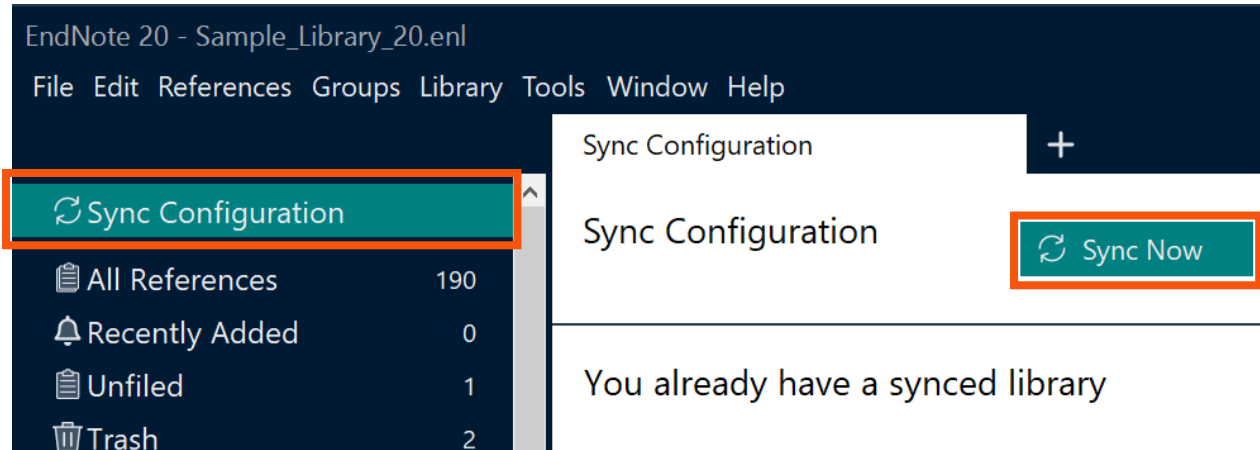 EndNote 20 - Sample_Library_20.enl
File Edit References Groups Library Tools Window Help
Sync Configuration
Sync Configuration
All References 190
Recently Added 0
Unfiled 1
Trash 2
Sync Configuration
Sync Now
You already have a synced library